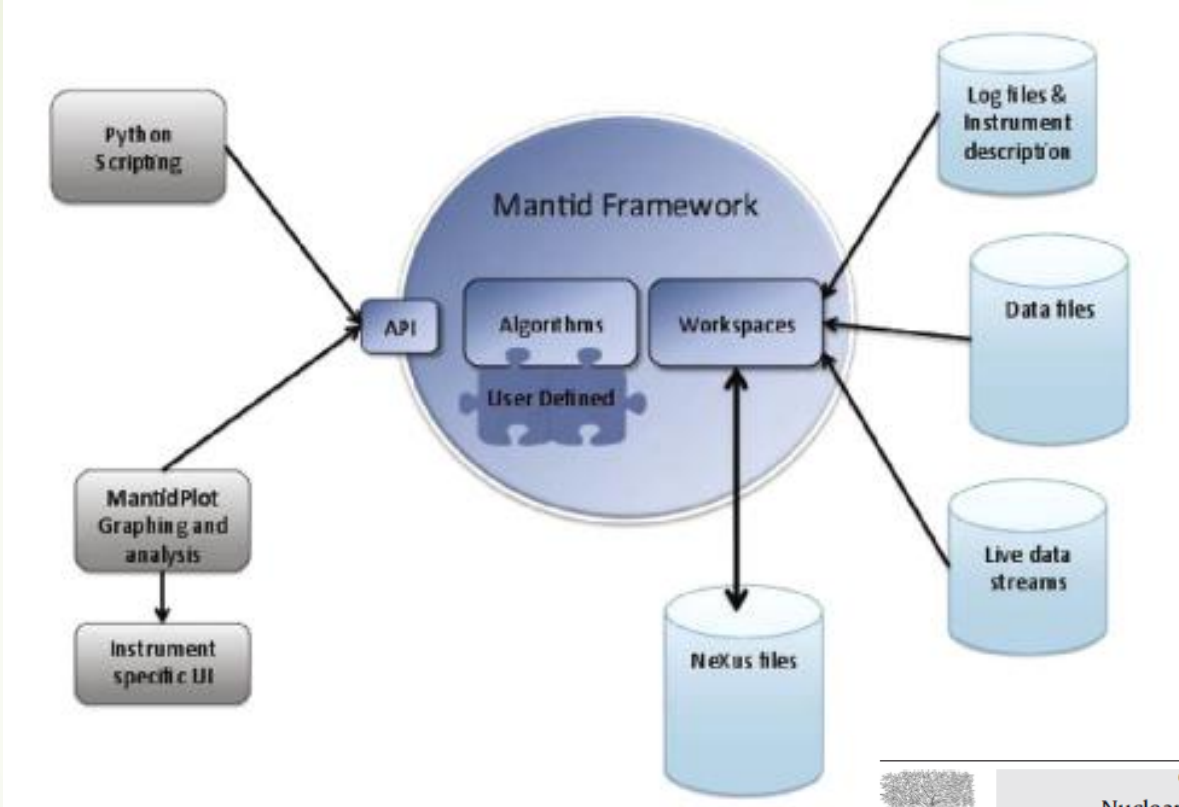 Log files &
Instrument
description
Python
Scripting
Mantid Framework
API
Algorithms
Workspaces
Data files
User Defined
MantidPlot
Graphing and
analysis
Live data
streams
Instrument
specific UI
NeXus files